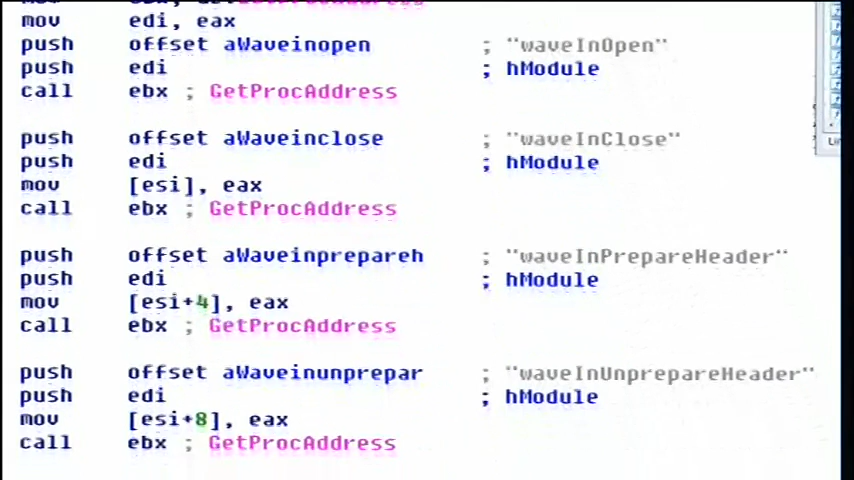 mov edi, eax
push offset aWaveinopen ; "waveInOpen"
push edi ; hModule
call ebx ; GetProcAddress
push offset aWaveinclose ; "waveInClose"
push edi ; hModule
mov [esi], eax
call ebx ; GetProcAddress
push offset aWaveinprepareh ; "waveInPrepareHeader"
push edi ; hModule
mov [esi+4], eax
call ebx ; GetProcAddress
push offset aWaveinunprepar ; "waveInUnprepareHeader"
push edi ; hModule
mov [esi+8], eax
call ebx ; GetProcAddress